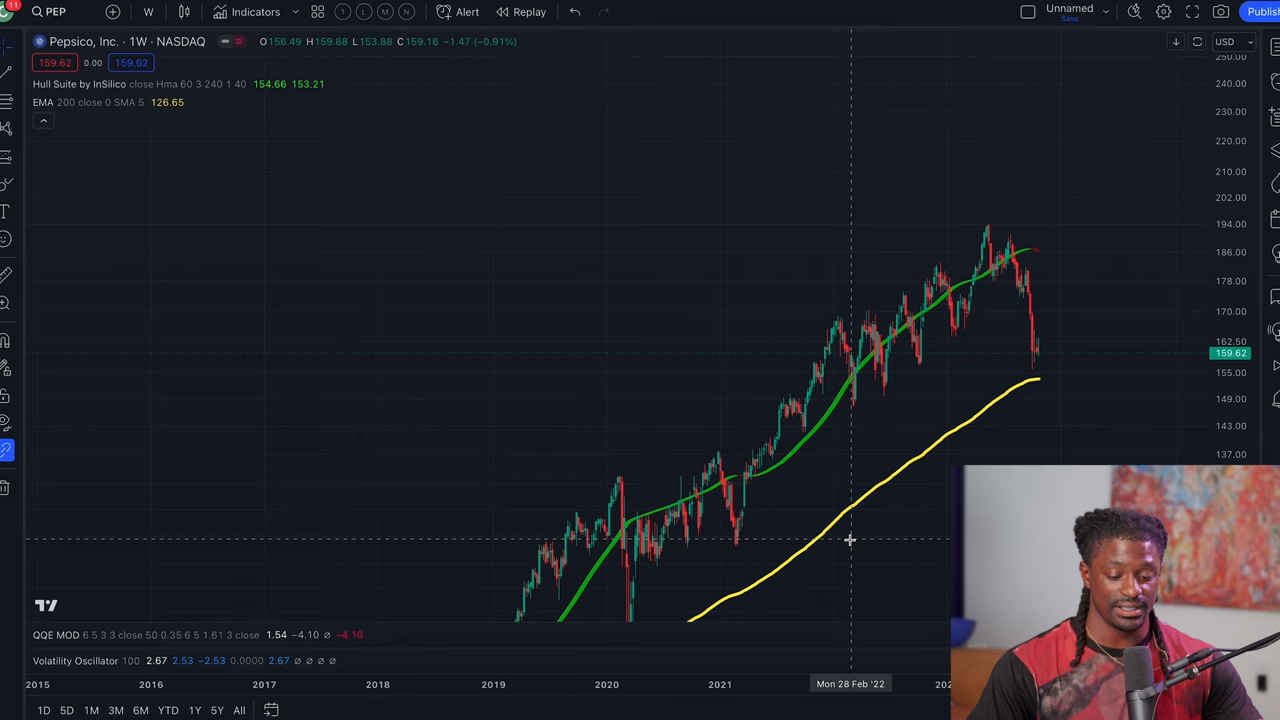 11
PEP
W
Indicators
1 L M N
Alert
Replay
Unnamed
Save
Publish
Pepsico, Inc. · 1W · NASDAQ
O156.49 H159.88 L153.88 C159.16 −1.47 (−0.91%)
USD
159.62 0.00 159.62
Hull Suite by InSilico close Hma 60 3 240 1 40 154.66 153.21
EMA 200 close 0 SMA 5 126.65
250.00
240.00
230.00
220.00
210.00
202.00
194.00
186.00
178.00
170.00
162.50
159.62
155.00
149.00
143.00
137.00
QQE MOD 6 5 3 3 close 50 0.35 6 5 1.61 3 close 1.54 −4.10 ∅ −4.10
Volatility Oscillator 100 2.67 2.53 −2.53 0.0000 2.67 ∅ ∅ ∅ ∅
2015 2016 2017 2018 2019 2020 2021 Mon 28 Feb '22
1D 5D 1M 3M 6M YTD 1Y 5Y All